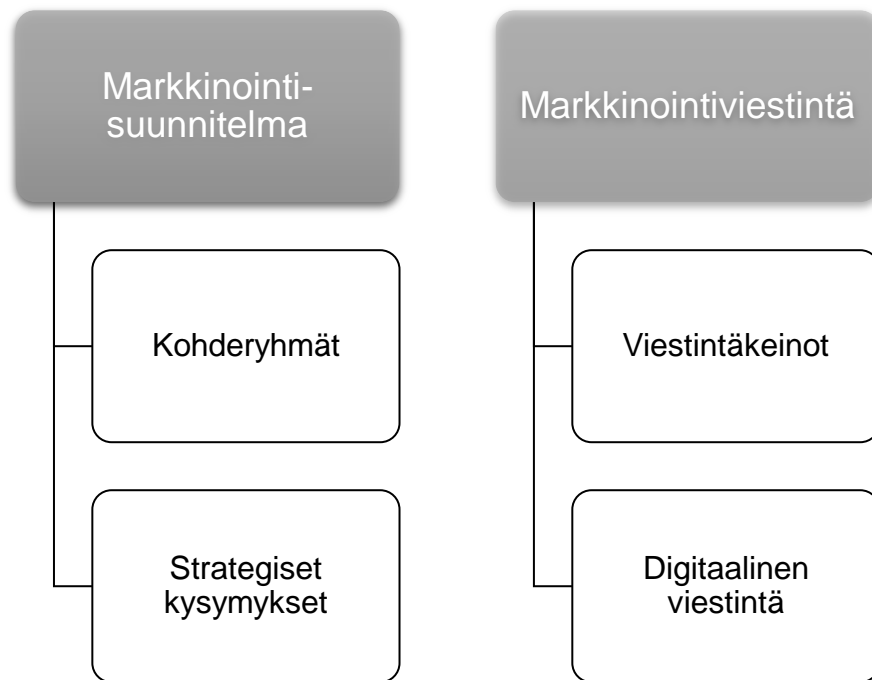 Markkinointi-
suunnitelma
Kohderyhmät
Strategiset
kysymykset
Markkinointiviestintä
Viestintäkeinot
Digitaalinen
viestintä